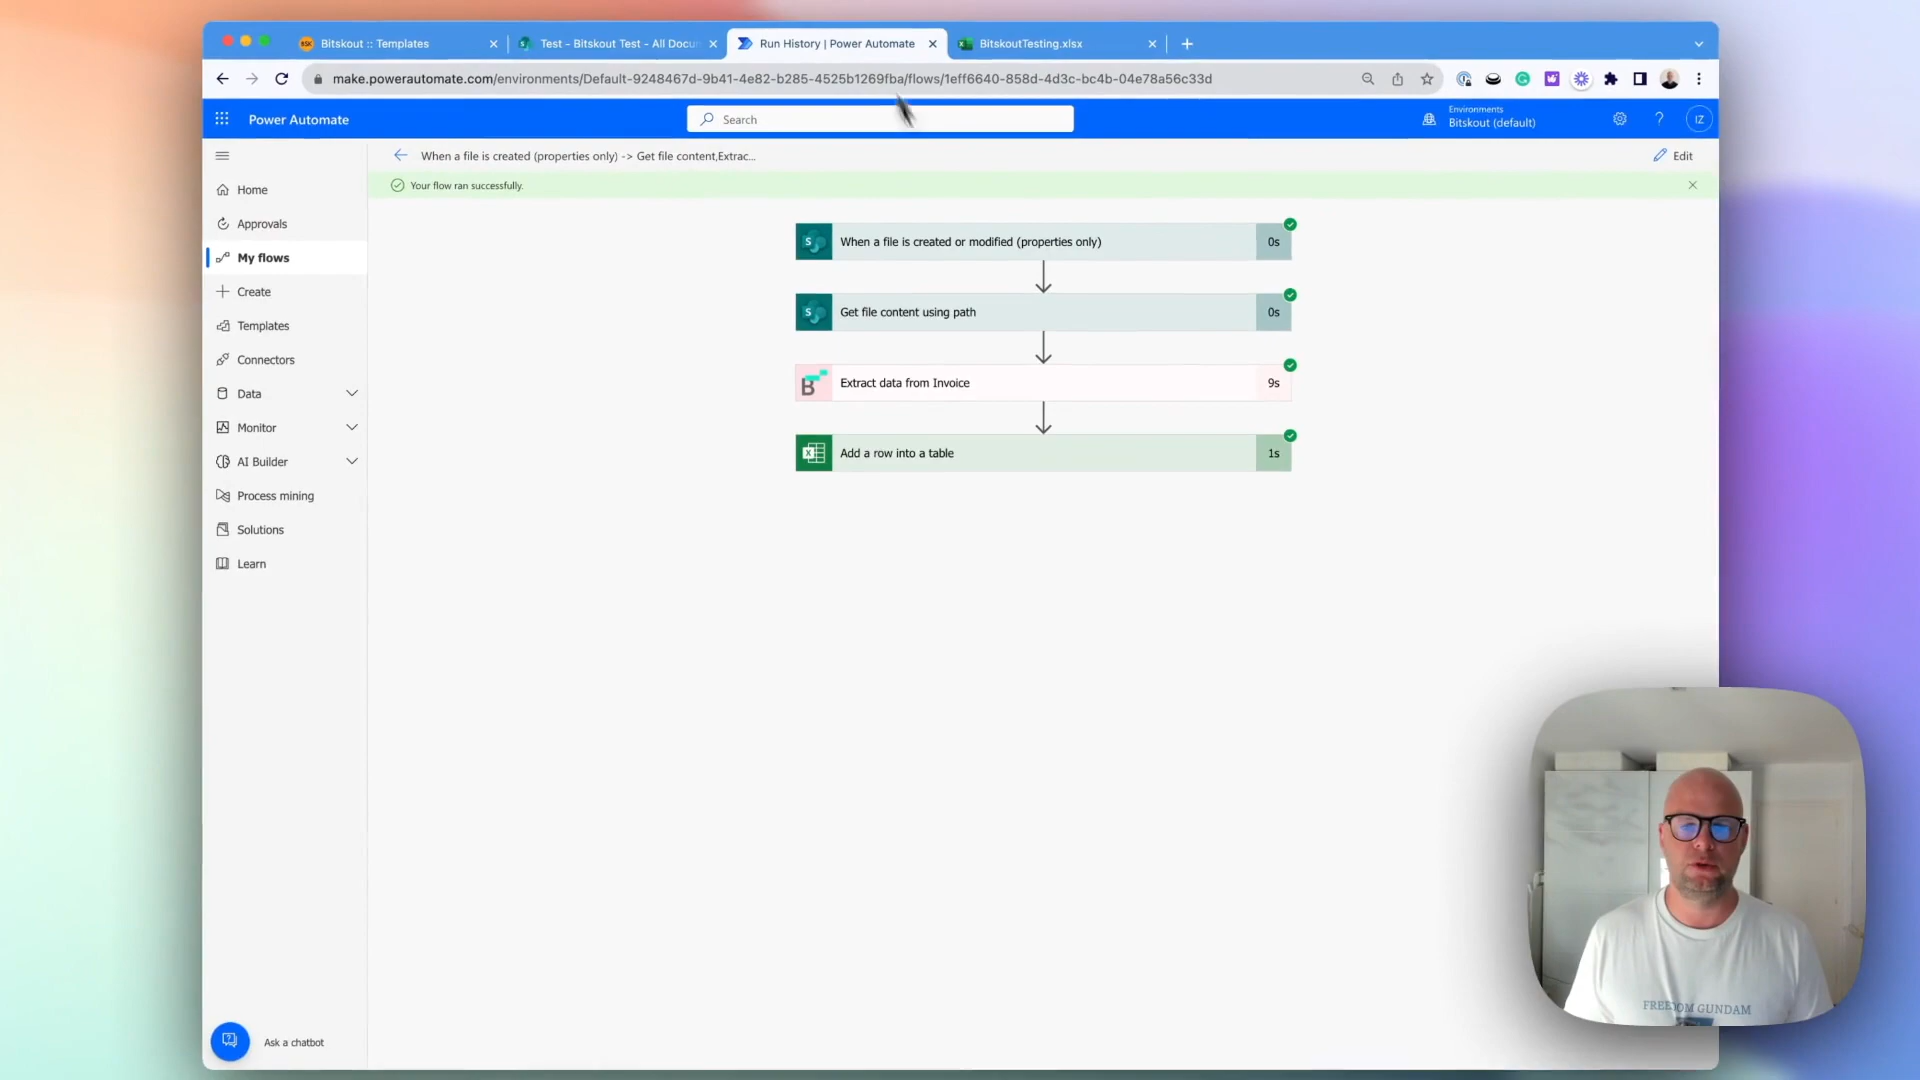 Bitskout :: Templates
Test - Bitskout Test - All Docu
Run History | Power Automate
BitskoutTesting.xlsx
make.powerautomate.com/environments/Default-9248467d-9b41-4e82-b285-4525b1269fba/flows/1eff6640-858d-4d3c-bc4b-04e78a56c33d
Power Automate
Search
Environments
Bitskout (default)
?
IZ
When a file is created (properties only) -> Get file content,Extrac...
Edit
Your flow ran successfully.
Home
Approvals
My flows
Create
Templates
Connectors
Data
Monitor
AI Builder
Process mining
Solutions
Learn
Ask a chatbot
When a file is created or modified (properties only)
0s
Get file content using path
0s
Extract data from Invoice
9s
Add a row into a table
1s
FREEDOM GUNDAM